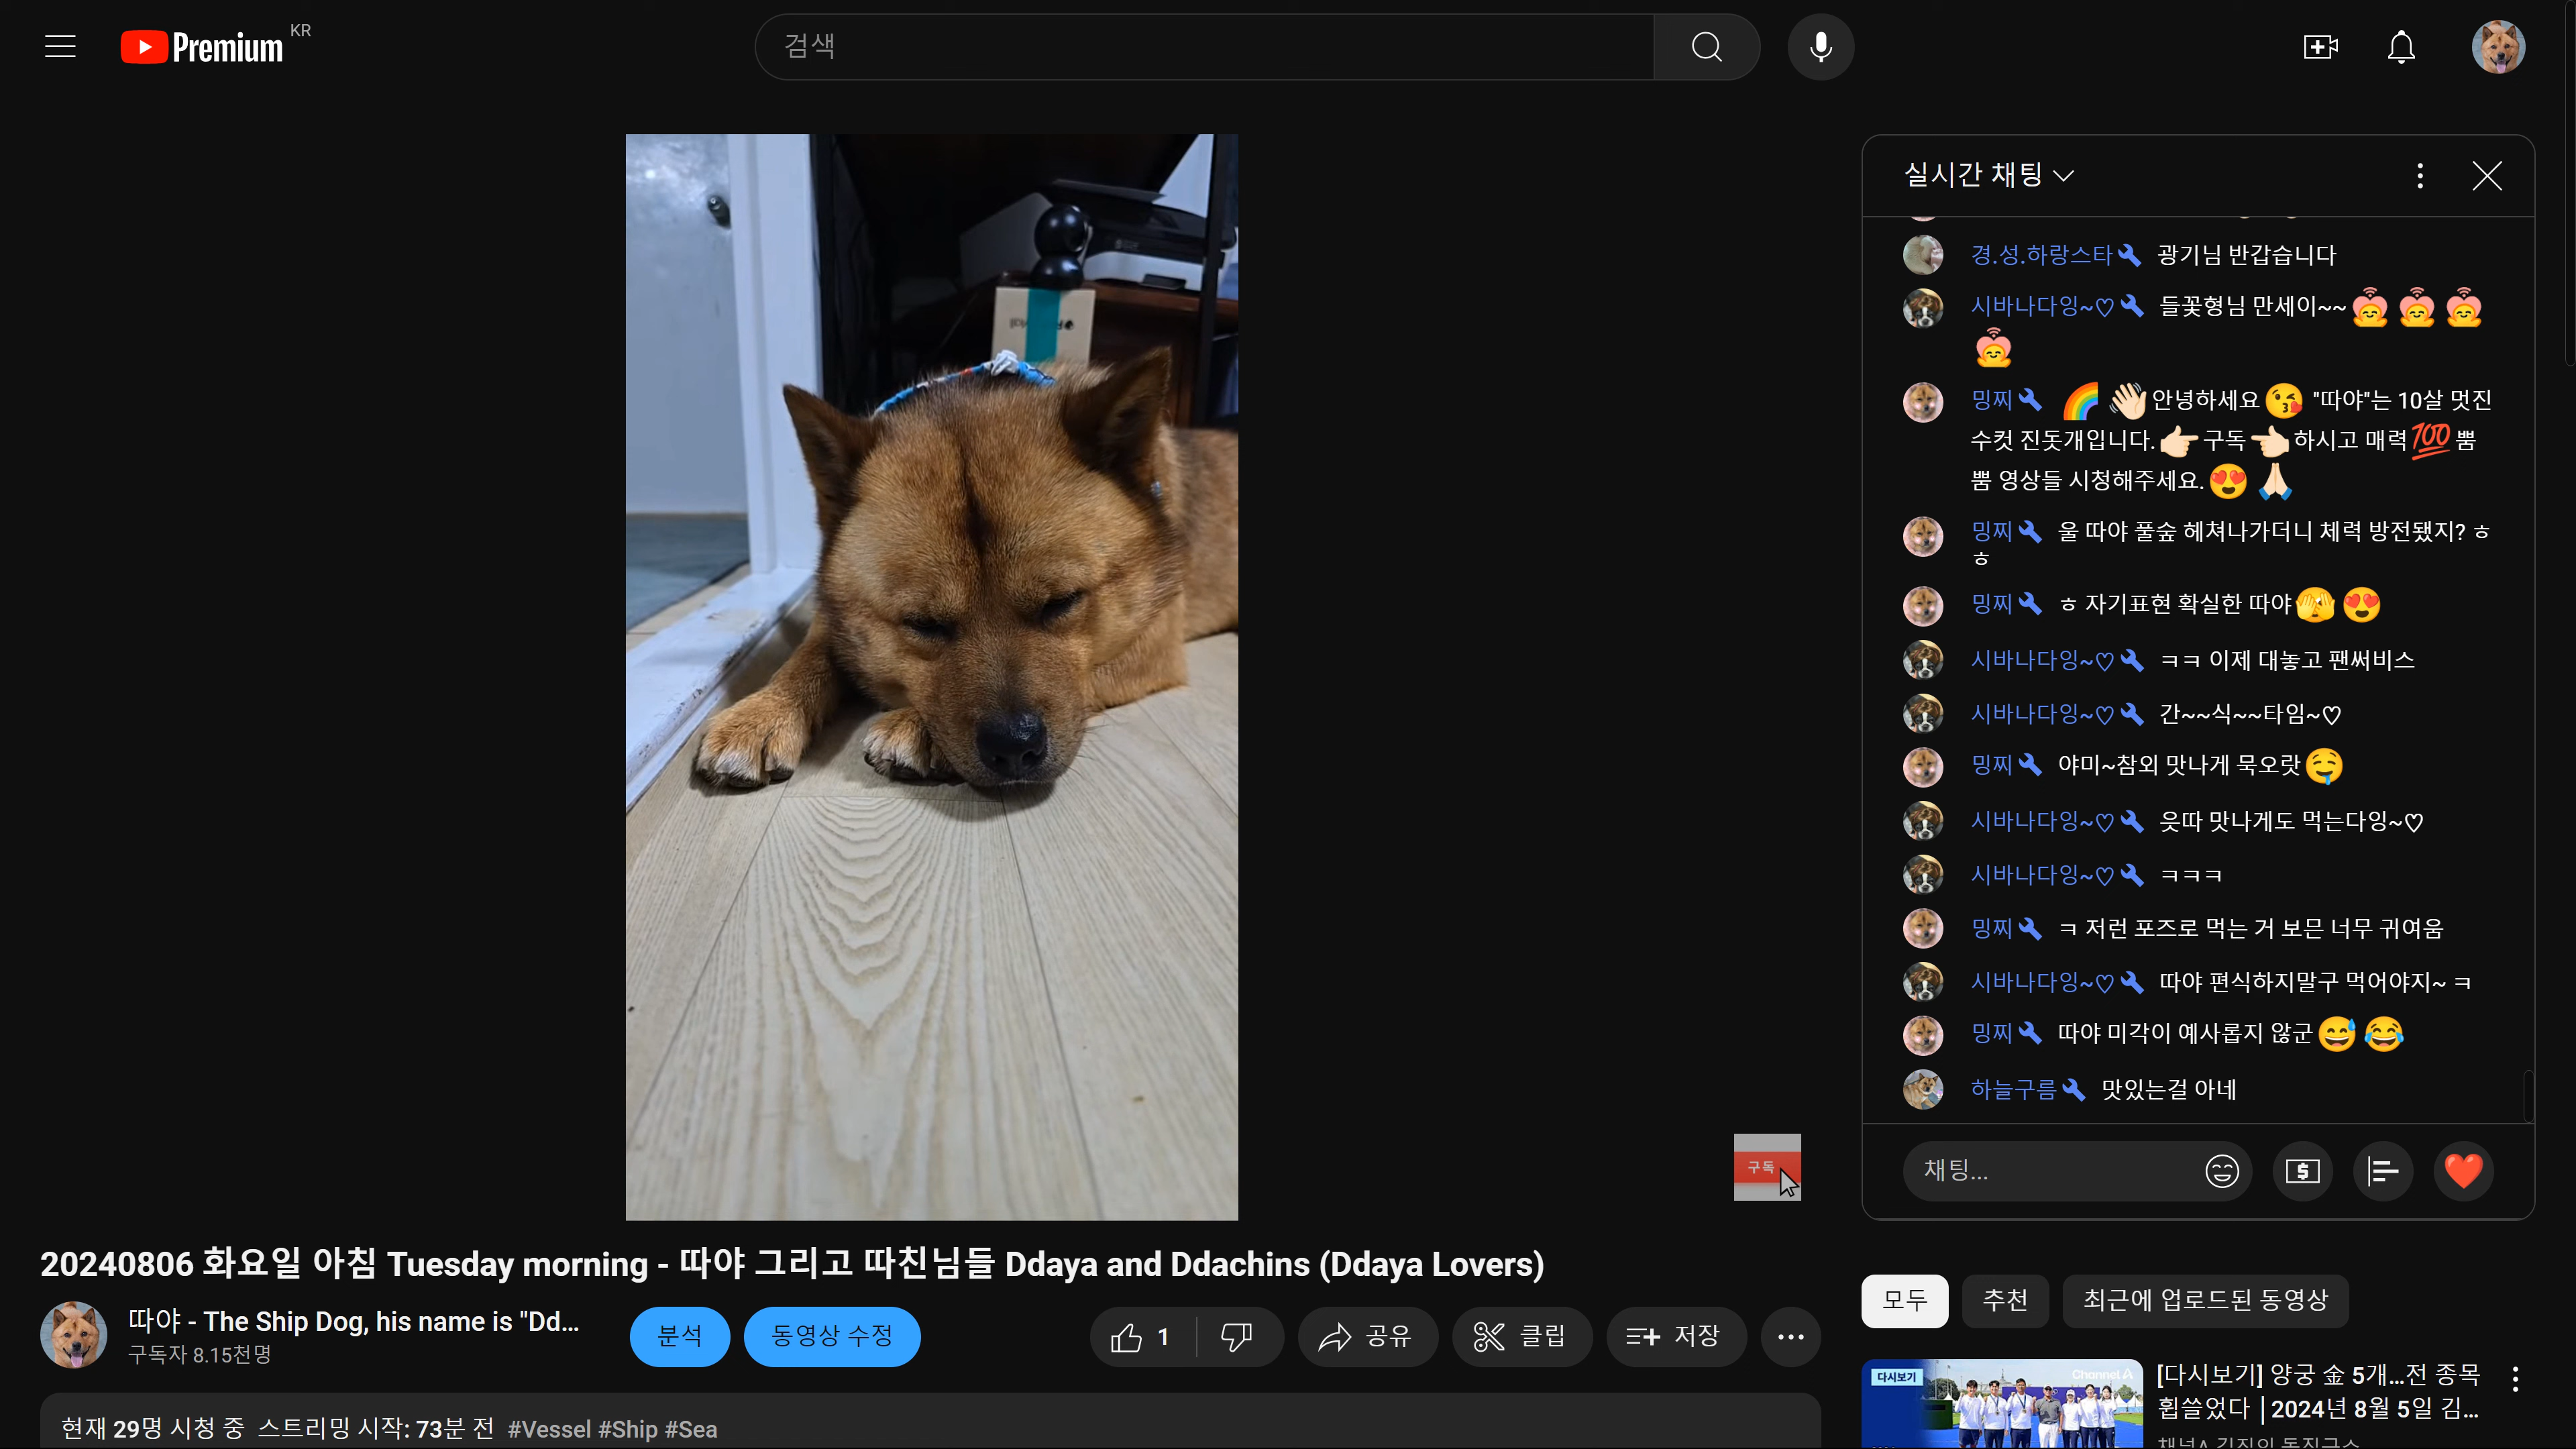 Premium KR
검색
실시간 채팅
경.성.하랑스타 광기님 반갑습니다
시바나다잉~♡ 들꽃형님 만세이~~
밍찌 안녕하세요 "따야"는 10살 멋진
수컷 진돗개입니다. 구독 하시고 매력 💯 뿜
뿜 영상들 시청해주세요.
밍찌 울 따야 풀숲 헤쳐나가더니 체력 방전됐지? ㅎ
ㅎ
밍찌 ㅎ 자기표현 확실한 따야
시바나다잉~♡ ㅋㅋ 이제 대놓고 팬써비스
시바나다잉~♡ 간~~식~~타임~♡
밍찌 야미~참외 맛나게 묵오랏
시바나다잉~♡ 읏따 맛나게도 먹는다잉~♡
시바나다잉~♡ ㅋㅋㅋ
밍찌 ㅋ 저런 포즈로 먹는 거 보믄 너무 귀여움
시바나다잉~♡ 따야 편식하지말구 먹어야지~ ㅋ
밍찌 따야 미각이 예사롭지 않군
하늘구름 맛있는걸 아네
채팅...
구독
20240806 화요일 아침 Tuesday morning - 따야 그리고 따친님들 Ddaya and Ddachins (Ddaya Lovers)
따야 - The Ship Dog, his name is "Dd...
구독자 8.15천명
분석
동영상 수정
1
공유
클립
저장
현재 29명 시청 중 스트리밍 시작: 73분 전 #Vessel #Ship #Sea
모두
추천
최근에 업로드된 동영상
다시보기
Channel A
[다시보기] 양궁 金 5개...전 종목
휩쓸었다 │2024년 8월 5일 김...